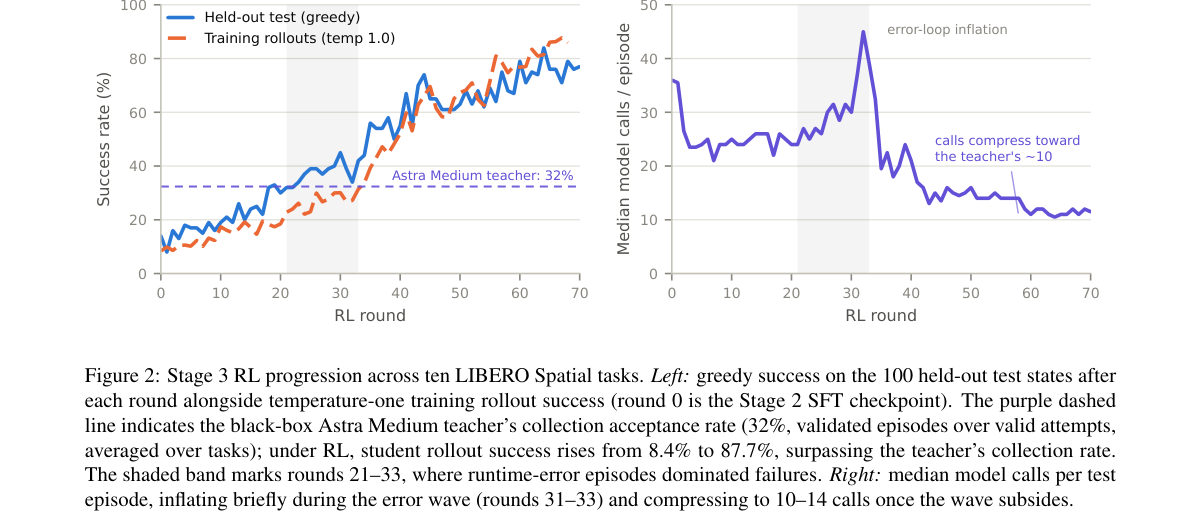 100
80
60
40
20
0
Success rate (%)
Held-out test (greedy)
Training rollouts (temp 1.0)
Astra Medium teacher: 32%
0 10 20 30 40 50 60 70
RL round
50
40
30
20
10
0
Median model calls / episode
error-loop inflation
calls compress toward
the teacher's ~10
0 10 20 30 40 50 60 70
RL round
Figure 2: Stage 3 RL progression across ten LIBERO Spatial tasks. Left: greedy success on the 100 held-out test states after
each round alongside temperature-one training rollout success (round 0 is the Stage 2 SFT checkpoint). The purple dashed
line indicates the black-box Astra Medium teacher's collection acceptance rate (32%, validated episodes over valid attempts,
averaged over tasks); under RL, student rollout success rises from 8.4% to 87.7%, surpassing the teacher's collection rate.
The shaded band marks rounds 21–33, where runtime-error episodes dominated failures. Right: median model calls per test
episode, inflating briefly during the error wave (rounds 31–33) and compressing to 10–14 calls once the wave subsides.